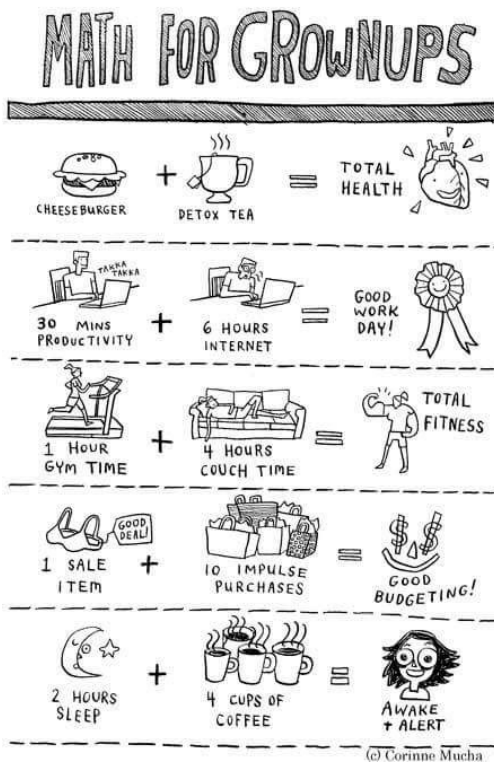 MATH FOR GROWNUPS
CHEESEBURGER
+
DETOX TEA
=
TOTAL
HEALTH
TAKKA
TAKKA
30 MINS
PRODUCTIVITY
+
6 HOURS
INTERNET
=
GOOD
WORK
DAY!
1 HOUR
GYM TIME
+
4 HOURS
COUCH TIME
=
TOTAL
FITNESS
GOOD
DEAL!
1 SALE
ITEM
+
10 IMPULSE
PURCHASES
=
$ $
GOOD
BUDGETING!
2 HOURS
SLEEP
+
4 CUPS OF
COFFEE
=
AWAKE
+ ALERT
(c) Corinne Mucha